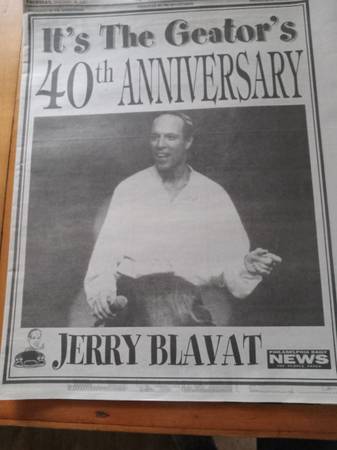 It's The Geator's
40th ANNIVERSARY
JERRY BLAVAT
PHILADELPHIA DAILY
NEWS
THE PEOPLE PAPER